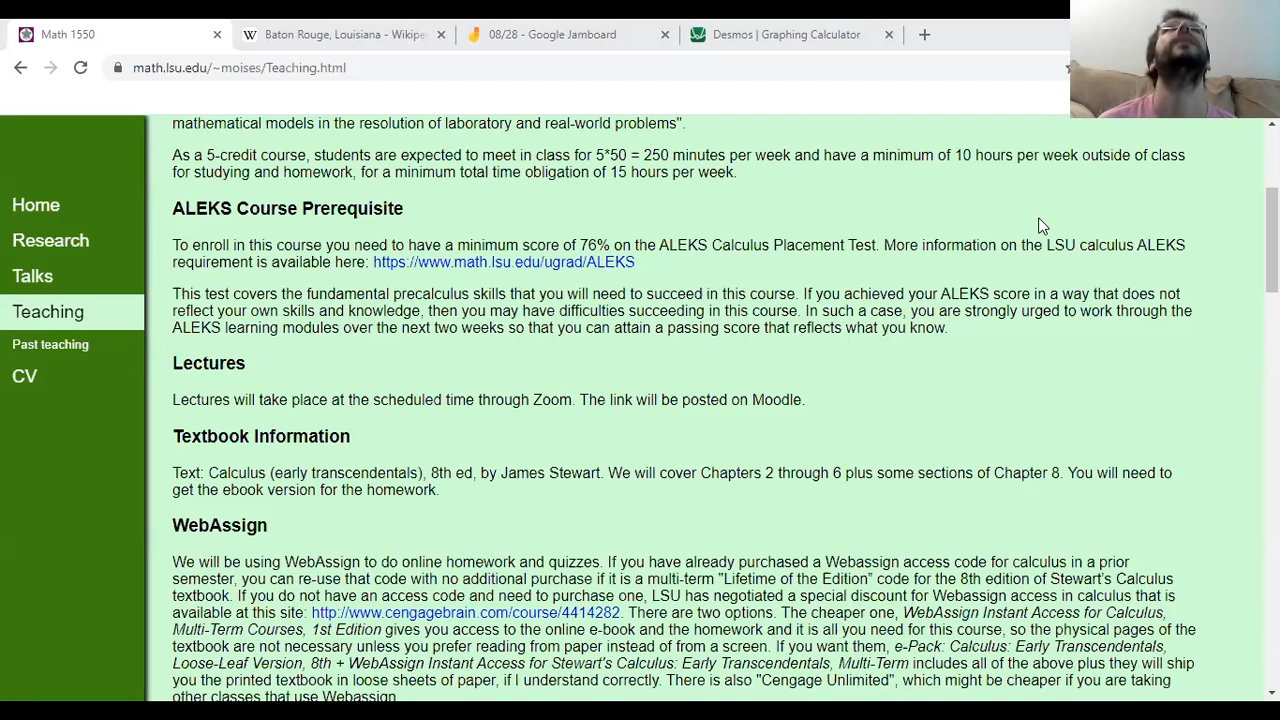 Math 1550
Baton Rouge, Louisiana - Wikipe
08/28 - Google Jamboard
Desmos | Graphing Calculator
math.lsu.edu/~moises/Teaching.html
Home
Research
Talks
Teaching
Past teaching
CV
mathematical models in the resolution of laboratory and real-world problems".
As a 5-credit course, students are expected to meet in class for 5*50 = 250 minutes per week and have a minimum of 10 hours per week outside of class
for studying and homework, for a minimum total time obligation of 15 hours per week.
ALEKS Course Prerequisite
To enroll in this course you need to have a minimum score of 76% on the ALEKS Calculus Placement Test. More information on the LSU calculus ALEKS
requirement is available here: https://www.math.lsu.edu/ugrad/ALEKS
This test covers the fundamental precalculus skills that you will need to succeed in this course. If you achieved your ALEKS score in a way that does not
reflect your own skills and knowledge, then you may have difficulties succeeding in this course. In such a case, you are strongly urged to work through the
ALEKS learning modules over the next two weeks so that you can attain a passing score that reflects what you know.
Lectures
Lectures will take place at the scheduled time through Zoom. The link will be posted on Moodle.
Textbook Information
Text: Calculus (early transcendentals), 8th ed, by James Stewart. We will cover Chapters 2 through 6 plus some sections of Chapter 8. You will need to
get the ebook version for the homework.
WebAssign
We will be using WebAssign to do online homework and quizzes. If you have already purchased a Webassign access code for calculus in a prior
semester, you can re-use that code with no additional purchase if it is a multi-term "Lifetime of the Edition” code for the 8th edition of Stewart’s Calculus
textbook. If you do not have an access code and need to purchase one, LSU has negotiated a special discount for Webassign access in calculus that is
available at this site: http://www.cengagebrain.com/course/4414282. There are two options. The cheaper one, WebAssign Instant Access for Calculus,
Multi-Term Courses, 1st Edition gives you access to the online e-book and the homework and it is all you need for this course, so the physical pages of the
textbook are not necessary unless you prefer reading from paper instead of from a screen. If you want them, e-Pack: Calculus: Early Transcendentals,
Loose-Leaf Version, 8th + WebAssign Instant Access for Stewart's Calculus: Early Transcendentals, Multi-Term includes all of the above plus they will ship
you the printed textbook in loose sheets of paper, if I understand correctly. There is also "Cengage Unlimited", which might be cheaper if you are taking
other classes that use Webassign.